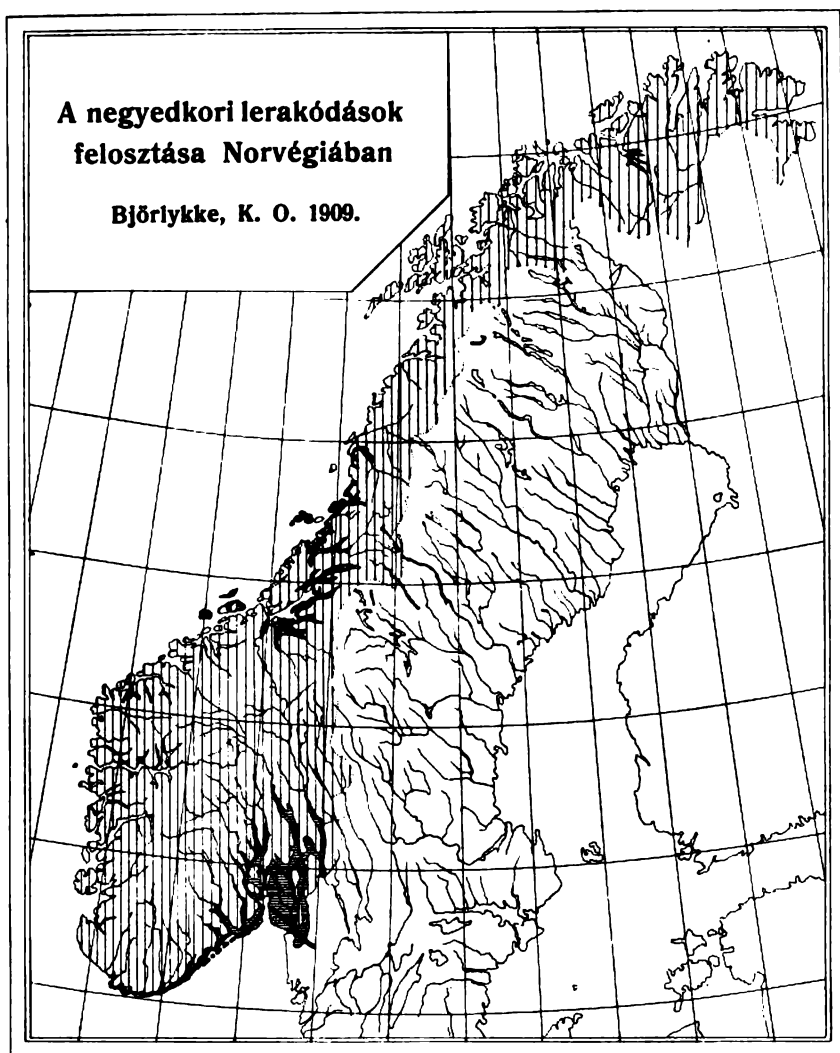 A negyedkori lerakódások
felosztása Norvégiában
Björlykke, K. O. 1909.